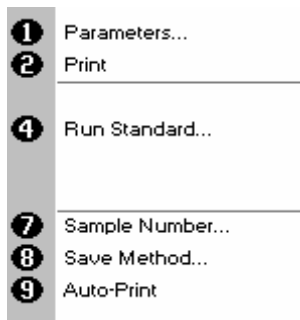 1 Parameters...
2 Print
4 Run Standard...
7 Sample Number...
8 Save Method...
9 Auto-Print